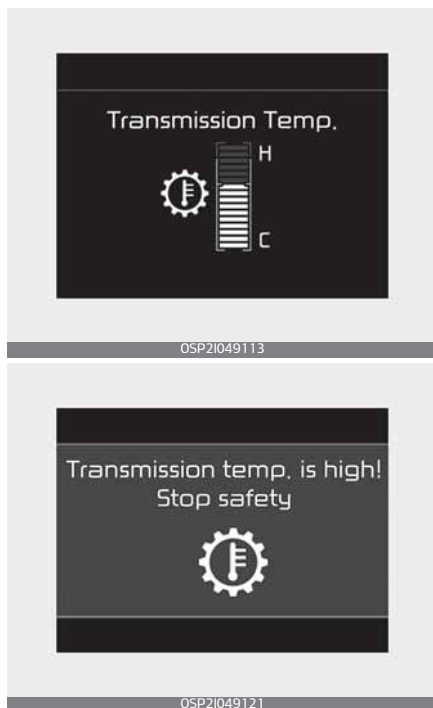 Transmission Temp.
H
C
OSP2I049113
Transmission temp. is high!
Stop safety
OSP2I049121